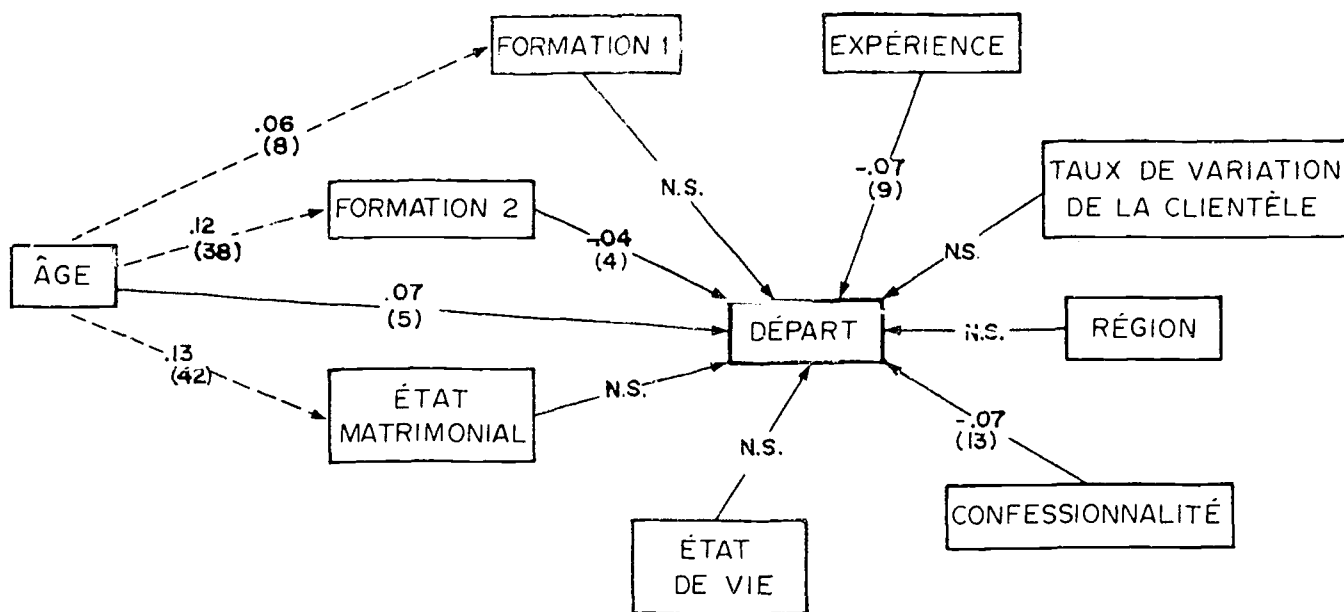 FORMATION 1
EXPÉRIENCE
.06
(8)
N.S.
-.07
(9)
TAUX DE VARIATION
DE LA CLIENTÈLE
FORMATION 2
.12
(38)
-.04
(4)
N.S.
ÂGE
.07
(5)
DÉPART
N.S.
RÉGION
.13
(42)
ÉTAT
MATRIMONIAL
N.S.
-.07
(13)
N.S.
CONFESSIONNALITÉ
ÉTAT
DE VIE